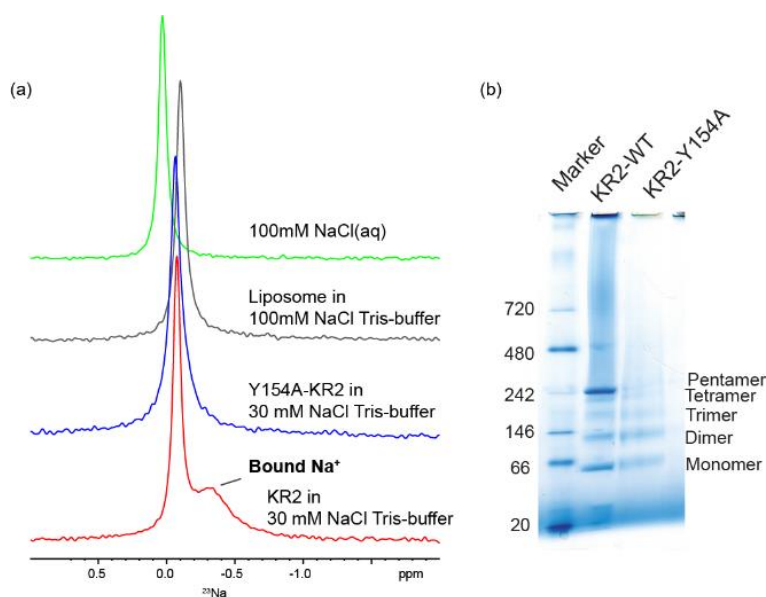 (a)
100mM NaCl(aq)
Liposome in
100mM NaCl Tris-buffer
Y154A-KR2 in
30 mM NaCl Tris-buffer
Bound Na⁺
KR2 in
30 mM NaCl Tris-buffer
0.5 0.0 -0.5 -1.0 ppm
²³Na
(b)
Marker
KR2-WT
KR2-Y154A
720
480
242
146
66
20
Pentamer
Tetramer
Trimer
Dimer
Monomer